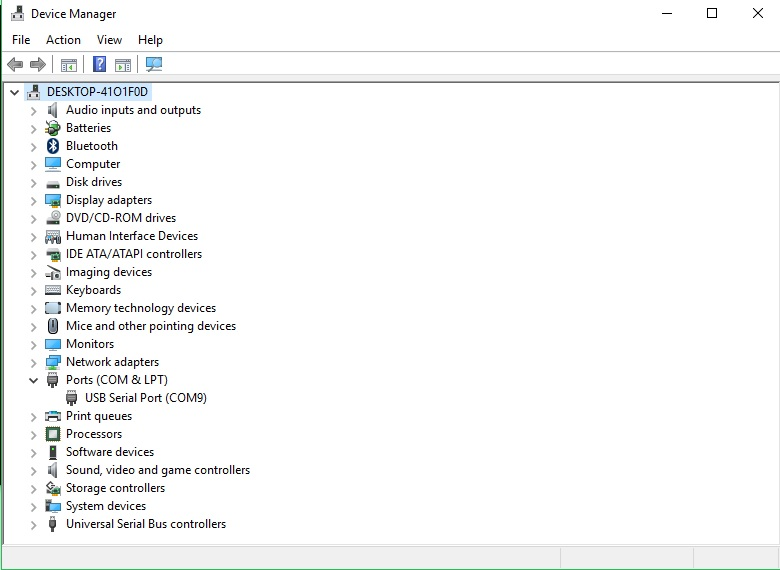 Device Manager
File Action View Help
DESKTOP-41O1F0D
Audio inputs and outputs
Batteries
Bluetooth
Computer
Disk drives
Display adapters
DVD/CD-ROM drives
Human Interface Devices
IDE ATA/ATAPI controllers
Imaging devices
Keyboards
Memory technology devices
Mice and other pointing devices
Monitors
Network adapters
Ports (COM & LPT)
USB Serial Port (COM9)
Print queues
Processors
Software devices
Sound, video and game controllers
Storage controllers
System devices
Universal Serial Bus controllers